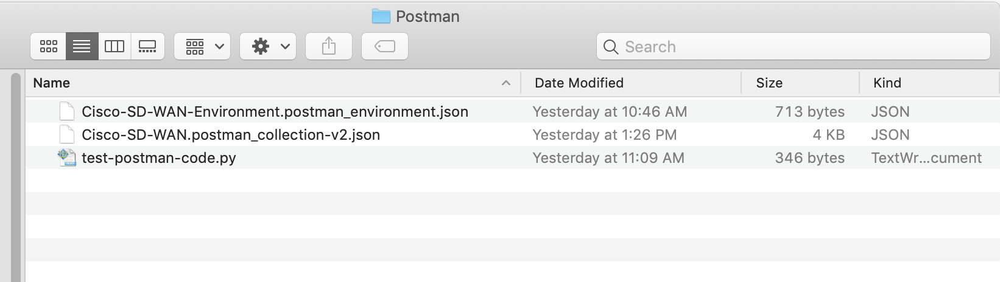 Postman
Search
Name Date Modified Size Kind
Cisco-SD-WAN-Environment.postman_environment.json Yesterday at 10:46 AM 713 bytes JSON
Cisco-SD-WAN.postman_collection-v2.json Yesterday at 1:26 PM 4 KB JSON
test-postman-code.py Yesterday at 11:09 AM 346 bytes TextWr...cument